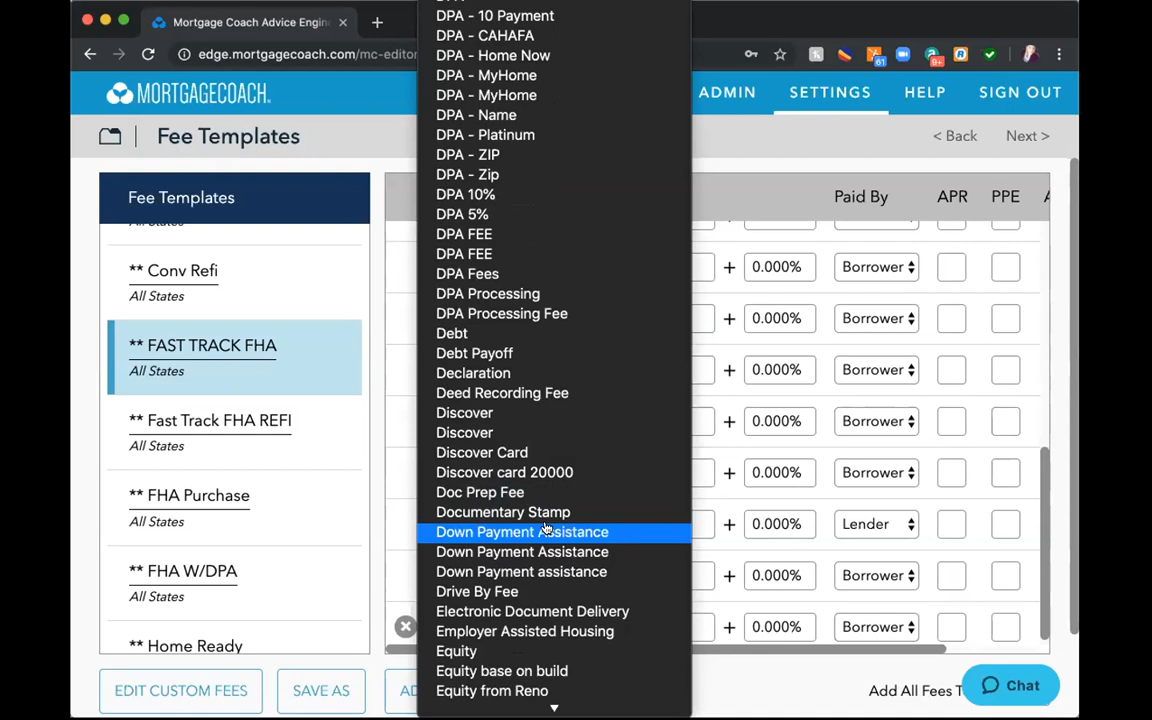 Mortgage Coach Advice Engin
edge.mortgagecoach.com/mc-editor
61
9+
MORTGAGECOACH
ADMIN
SETTINGS
HELP
SIGN OUT
Fee Templates
< Back
Next >
Fee Templates
All States
** Conv Refi
All States
** FAST TRACK FHA
All States
** Fast Track FHA REFI
All States
** FHA Purchase
All States
** FHA W/DPA
All States
** Home Ready
EDIT CUSTOM FEES
SAVE AS
DPA - 10 Payment
DPA - CAHAFA
DPA - Home Now
DPA - MyHome
DPA - MyHome
DPA - Name
DPA - Platinum
DPA - ZIP
DPA - Zip
DPA 10%
DPA 5%
DPA FEE
DPA FEE
DPA Fees
DPA Processing
DPA Processing Fee
Debt
Debt Payoff
Declaration
Deed Recording Fee
Discover
Discover
Discover Card
Discover card 20000
Doc Prep Fee
Documentary Stamp
Down Payment Assistance
Down Payment Assistance
Down Payment assistance
Drive By Fee
Electronic Document Delivery
Employer Assisted Housing
Equity
Equity base on build
Equity from Reno
Paid By
APR
PPE
+ 0.000% Borrower
+ 0.000% Borrower
+ 0.000% Borrower
+ 0.000% Borrower
+ 0.000% Borrower
+ 0.000% Lender
+ 0.000% Borrower
+ 0.000% Borrower
Add All Fees T
Chat